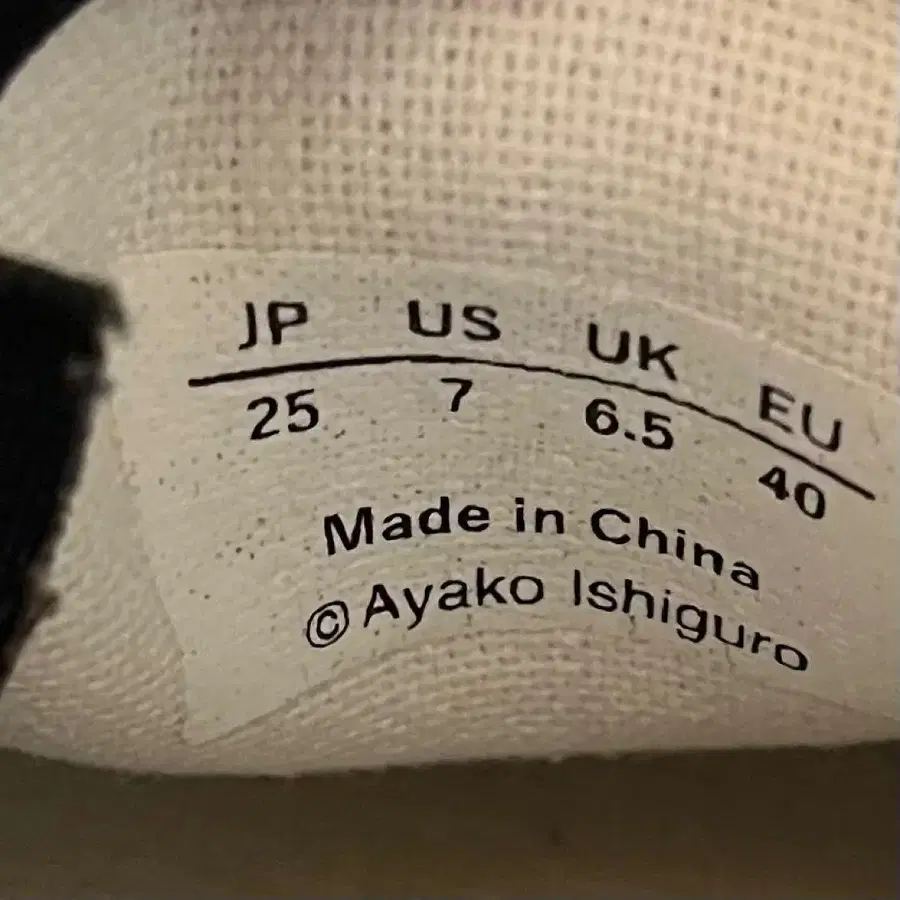 JP US UK EU
25 7 6.5 40
Made in China
©Ayako Ishiguro